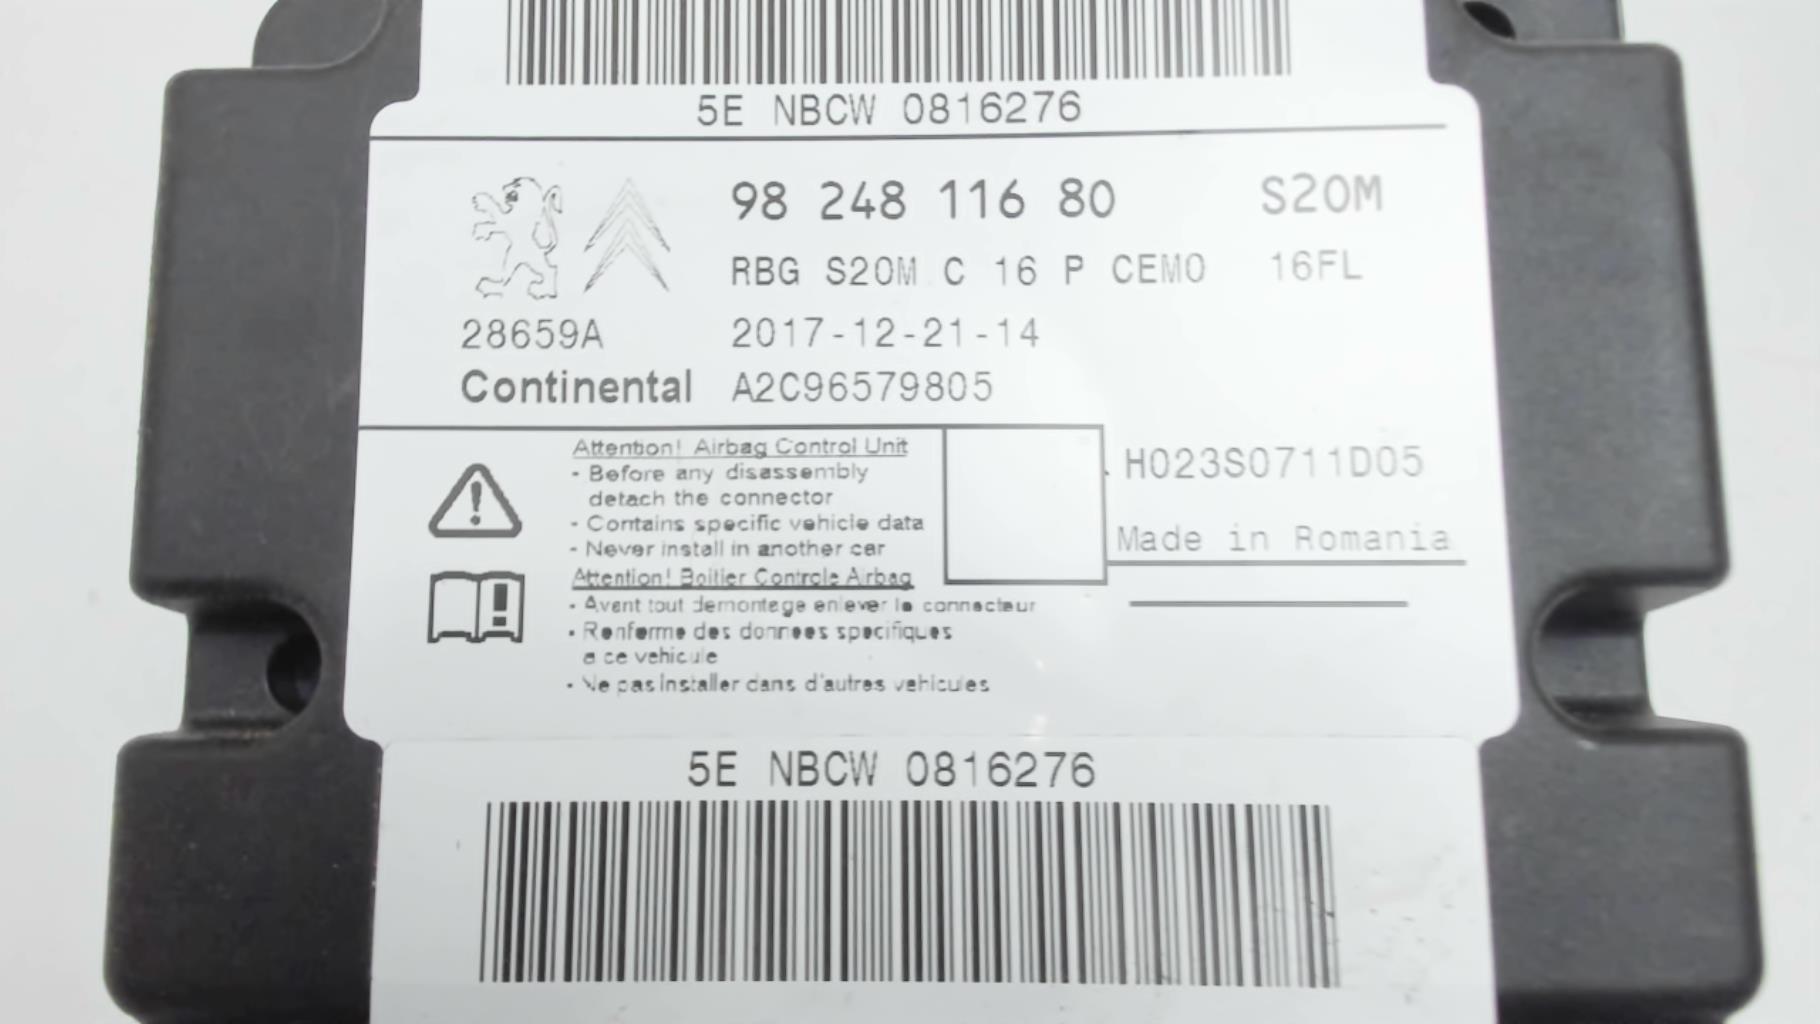 5E NBCW 0816276
98 248 116 80 S20M
RBG S20M C 16 P CEMO 16FL
28659A 2017-12-21-14
Continental A2C96579805
Attention! Airbag Control Unit
- Before any disassembly
detach the connector
- Contains specific vehicle data
- Never install in another car
H023S0711D05
Made in Romania
Attention! Boitier Controle Airbag
- Avant tout demontage enlever le connecteur
- Renferme des donnees specifiques
a ce vehicule
- Ne pas installer dans d'autres vehicules
5E NBCW 0816276